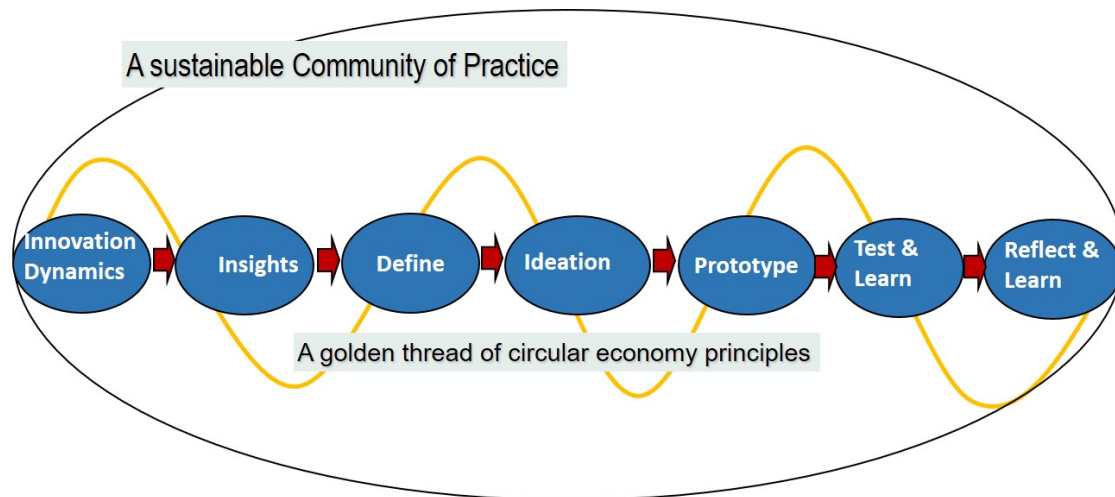 A sustainable Community of Practice
Innovation
Dynamics
Insights
Define
Ideation
Prototype
Test &
Learn
Reflect &
Learn
A golden thread of circular economy principles